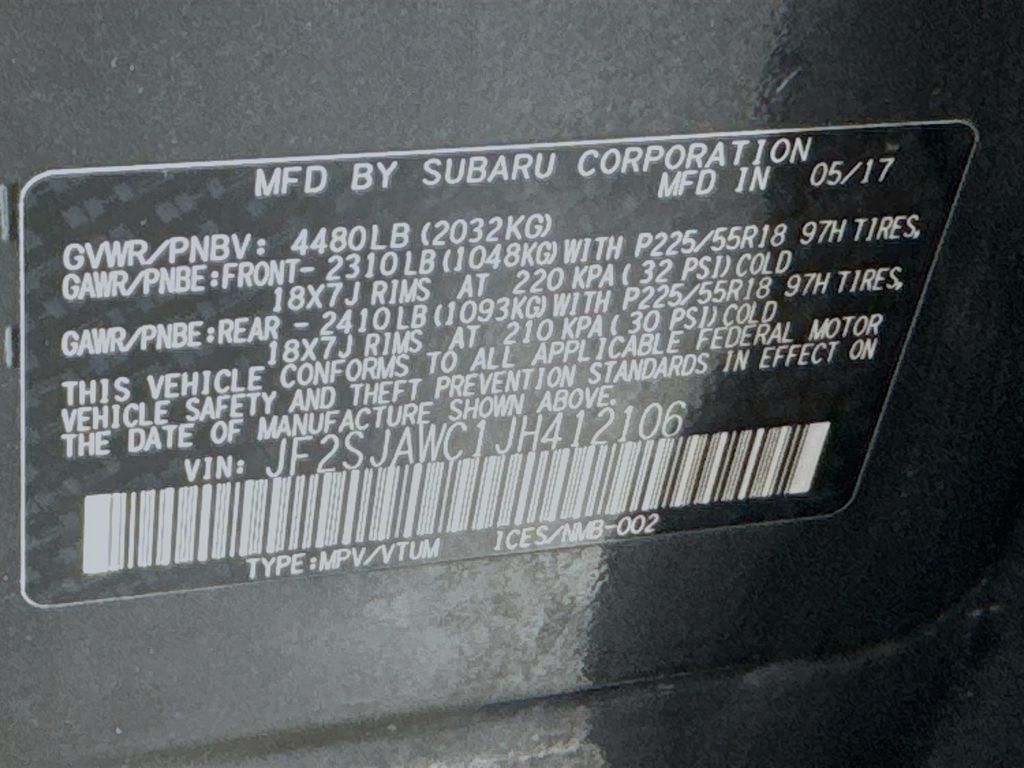 MFD BY SUBARU CORPORATION
MFD IN 05/17
GVWR/PNBV: 4480LB (2032KG)
GAWR/PNBE:FRONT- 2310LB (1048KG) WITH P225/55R18 97H TIRES,
18X7J RIMS AT 220 KPA ( 32 PSI) COLD
GAWR/PNBE:REAR - 2410LB (1093KG) WITH P225/55R18 97H TIRES,
18X7J RIMS AT 210 KPA ( 30 PSI) COLD
THIS VEHICLE CONFORMS TO ALL APPLICABLE FEDERAL MOTOR
VEHICLE SAFETY AND THEFT PREVENTION STANDARDS IN EFFECT ON
THE DATE OF MANUFACTURE SHOWN ABOVE.
VIN: JF2SJAWC1JH412106
TYPE:MPV/VTUM ICES/NMB-002